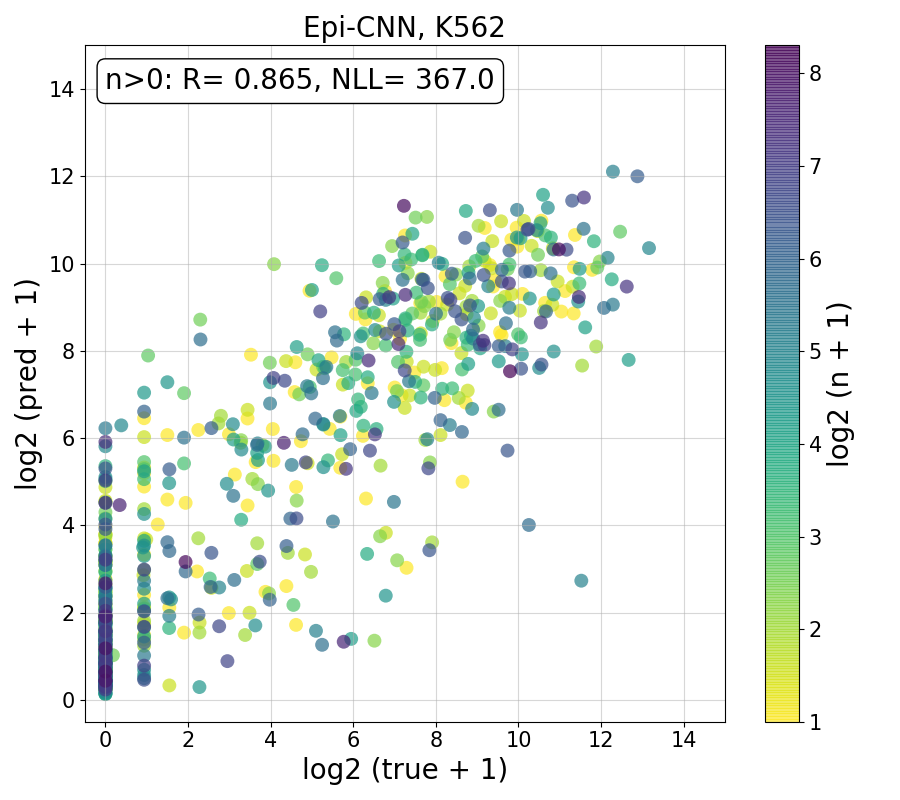 Epi-CNN, K562
n>0: R= 0.865, NLL= 367.0
log2 (pred + 1)
14
12
10
8
6
4
2
0
0 2 4 6 8 10 12 14
log2 (true + 1)
8
7
6
5
4
3
2
1
log2 (n + 1)